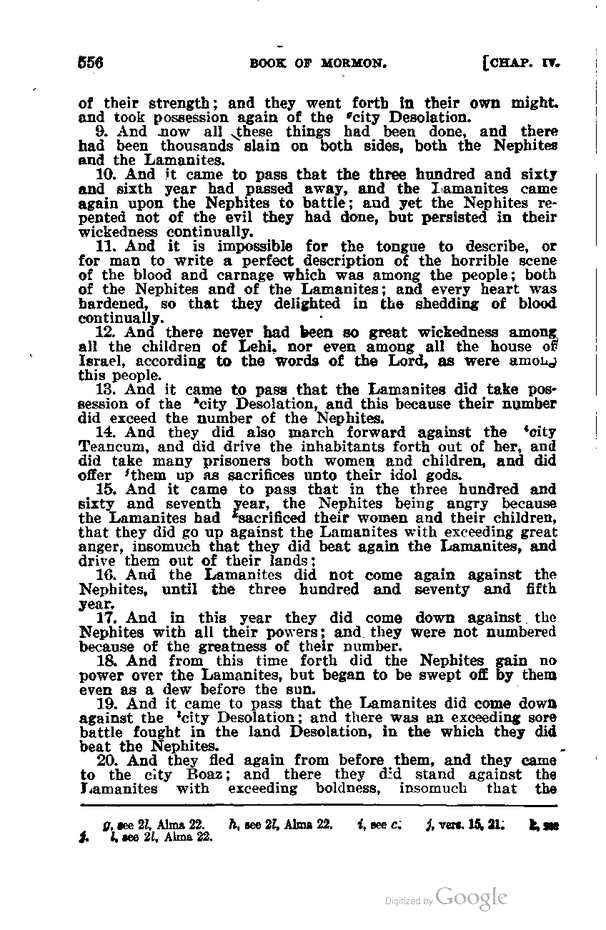 556 BOOK OF MORMON. [CHAP. IV.
of their strength; and they went forth in their own might.
and took possession again of the ᵍcity Desolation.
9. And now all these things had been done, and there
had been thousands slain on both sides, both the Nephites
and the Lamanites.
10. And it came to pass that the three hundred and sixty
and sixth year had passed away, and the Lamanites came
again upon the Nephites to battle; and yet the Nephites re-
pented not of the evil they had done, but persisted in their
wickedness continually.
11. And it is impossible for the tongue to describe, or
for man to write a perfect description of the horrible scene
of the blood and carnage which was among the people; both
of the Nephites and of the Lamanites; and every heart was
hardened, so that they delighted in the shedding of blood
continually.
12. And there never had been so great wickedness among
all the children of Lehi, nor even among all the house of
Israel, according to the words of the Lord, as were among
this people.
13. And it came to pass that the Lamanites did take pos-
session of the ʰcity Desolation, and this because their number
did exceed the number of the Nephites.
14. And they did also march forward against the ⁱcity
Teancum, and did drive the inhabitants forth out of her, and
did take many prisoners both women and children, and did
offer ʲthem up as sacrifices unto their idol gods.
15. And it came to pass that in the three hundred and
sixty and seventh year, the Nephites being angry because
the Lamanites had ᵏsacrificed their women and their children,
that they did go up against the Lamanites with exceeding great
anger, insomuch that they did beat again the Lamanites, and
drive them out of their lands;
16. And the Lamanites did not come again against the
Nephites, until the three hundred and seventy and fifth
year.
17. And in this year they did come down against the
Nephites with all their powers; and they were not numbered
because of the greatness of their number.
18. And from this time forth did the Nephites gain no
power over the Lamanites, but began to be swept off by them
even as a dew before the sun.
19. And it came to pass that the Lamanites did come down
against the ˡcity Desolation; and there was an exceeding sore
battle fought in the land Desolation, in the which they did
beat the Nephites.
20. And they fled again from before them, and they came
to the city Boaz; and there they did stand against the
Lamanites with exceeding boldness, insomuch that the
g, see 2l, Alma 22. h, see 2l, Alma 22. i, see c. j, vers. 15, 21. k, see
j. l, see 2l, Alma 22.
Digitized by Google